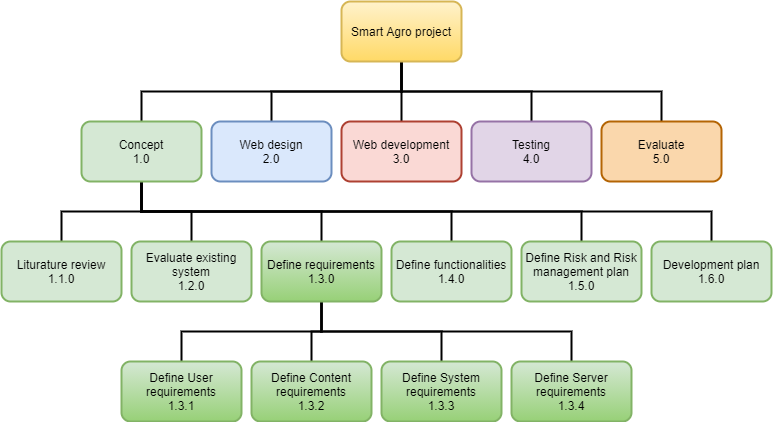 Smart Agro project
Concept
1.0
Web design
2.0
Web development
3.0
Testing
4.0
Evaluate
5.0
Liturature review
1.1.0
Evaluate existing
system
1.2.0
Define requirements
1.3.0
Define functionalities
1.4.0
Define Risk and Risk
management plan
1.5.0
Development plan
1.6.0
Define User
requirements
1.3.1
Define Content
requirements
1.3.2
Define System
requirements
1.3.3
Define Server
requirements
1.3.4